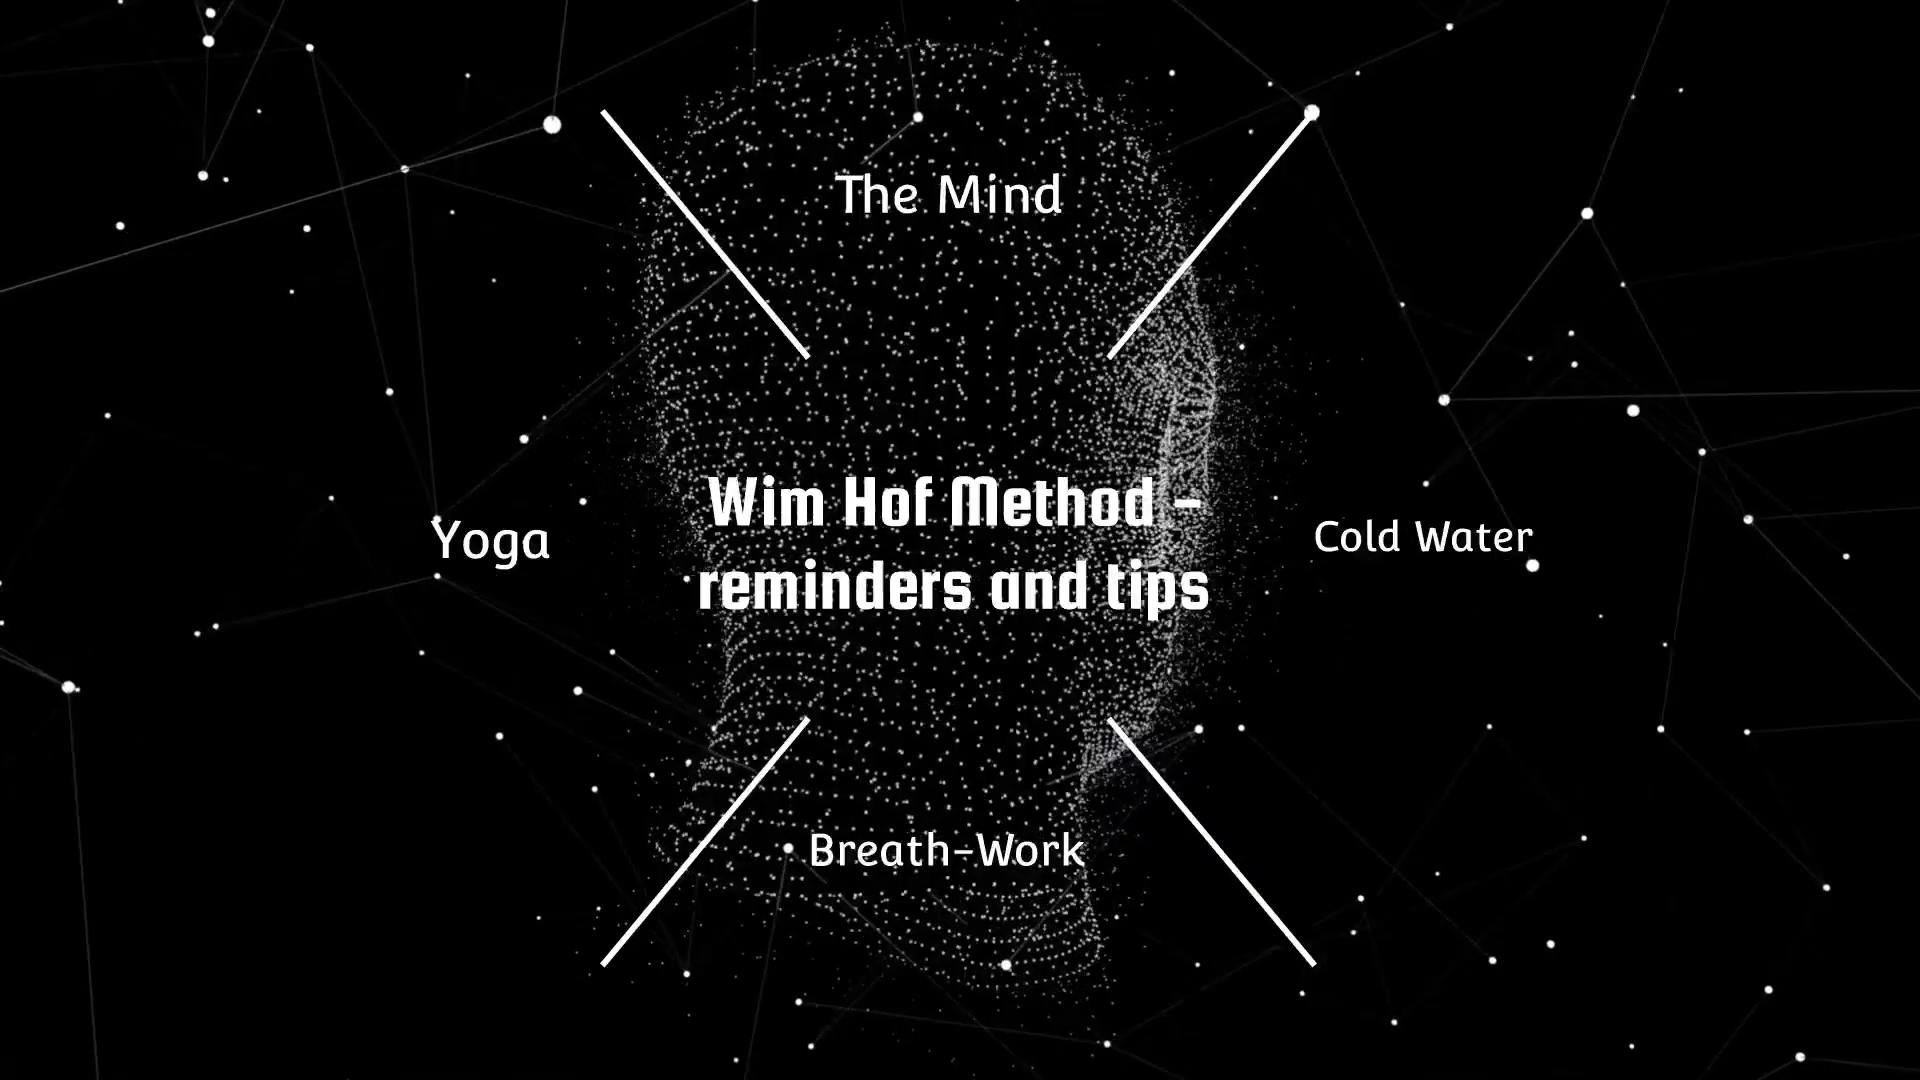 The Mind
Wim Hof Method -
reminders and tips
Yoga
Cold Water
Breath-Work